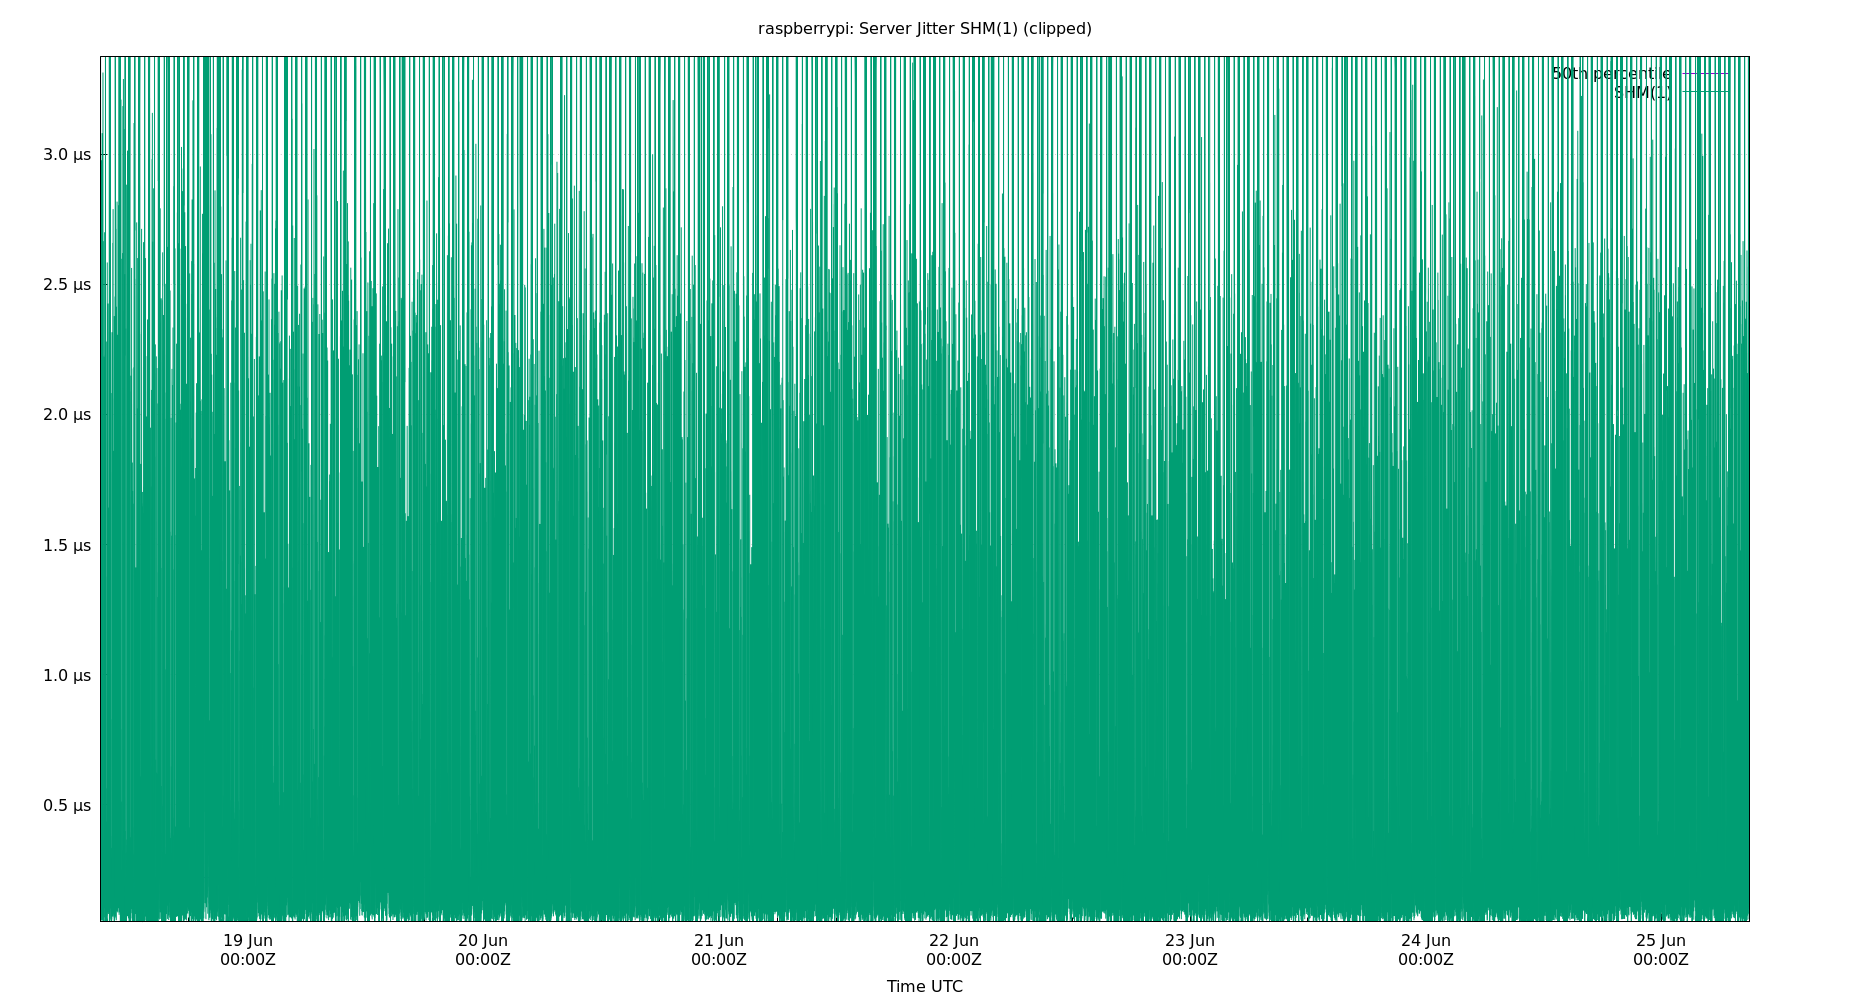 raspberrypi: Server Jitter SHM(1) (clipped)
50th percentile
SHM(1)
3.0 µs
2.5 µs
2.0 µs
1.5 µs
1.0 µs
0.5 µs
19 Jun 20 Jun 21 Jun 22 Jun 23 Jun 24 Jun 25 Jun
00:00Z 00:00Z 00:00Z 00:00Z 00:00Z 00:00Z 00:00Z
Time UTC